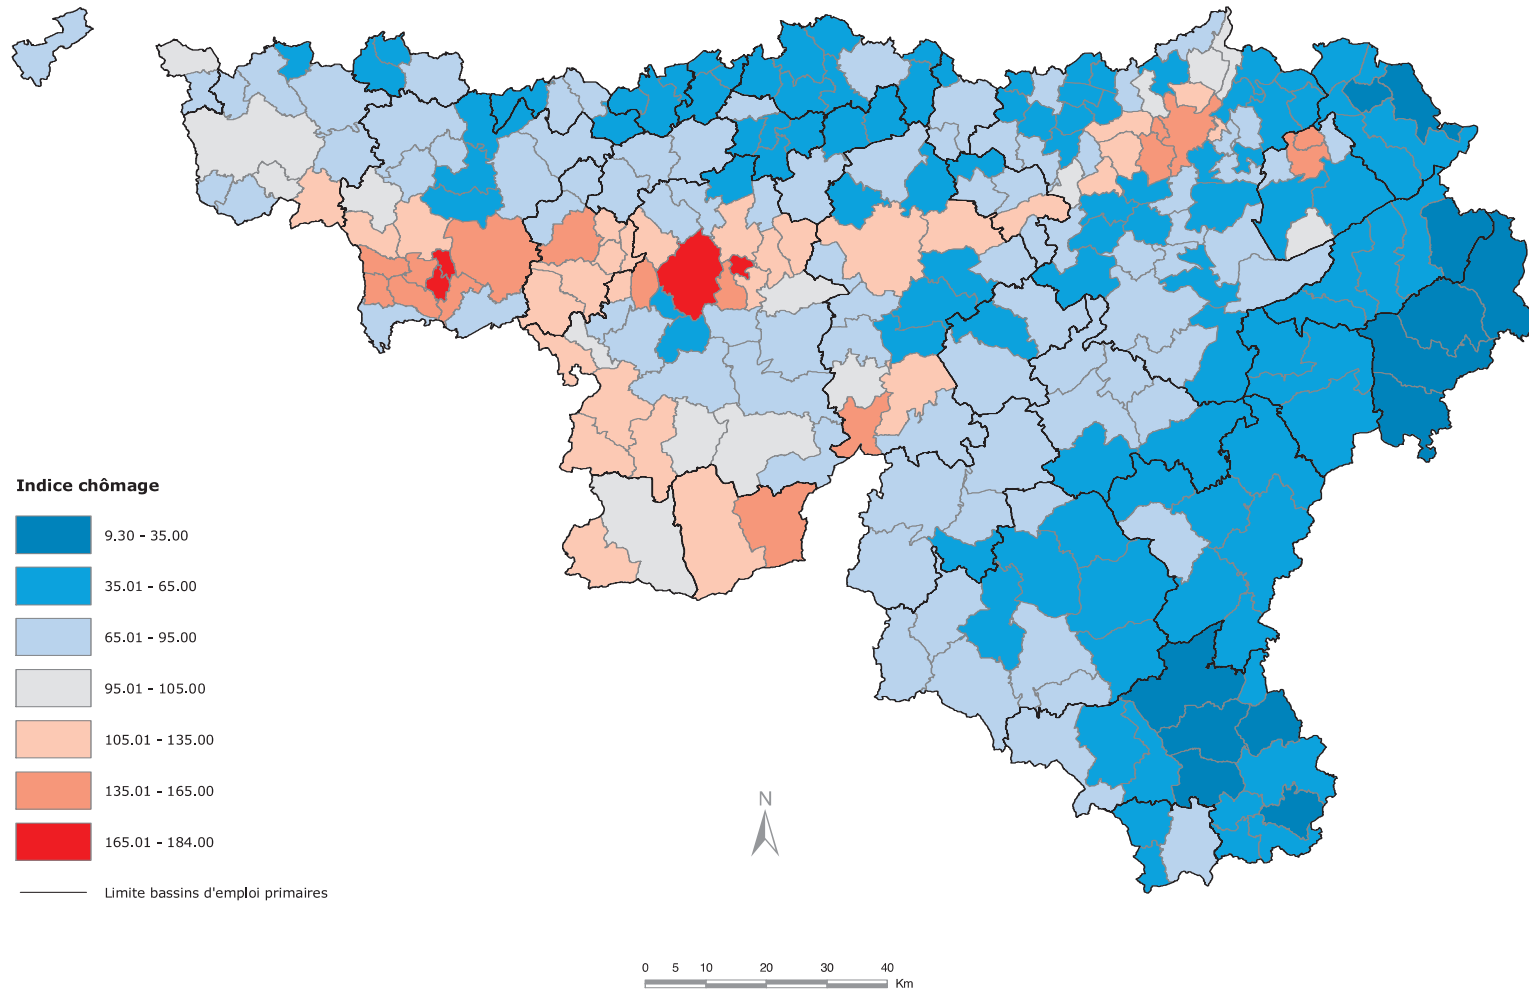 Indice chômage
9.30 - 35.00
35.01 - 65.00
65.01 - 95.00
95.01 - 105.00
105.01 - 135.00
135.01 - 165.00
165.01 - 184.00
Limite bassins d'emploi primaires
N
0 5 10 20 30 40
Km